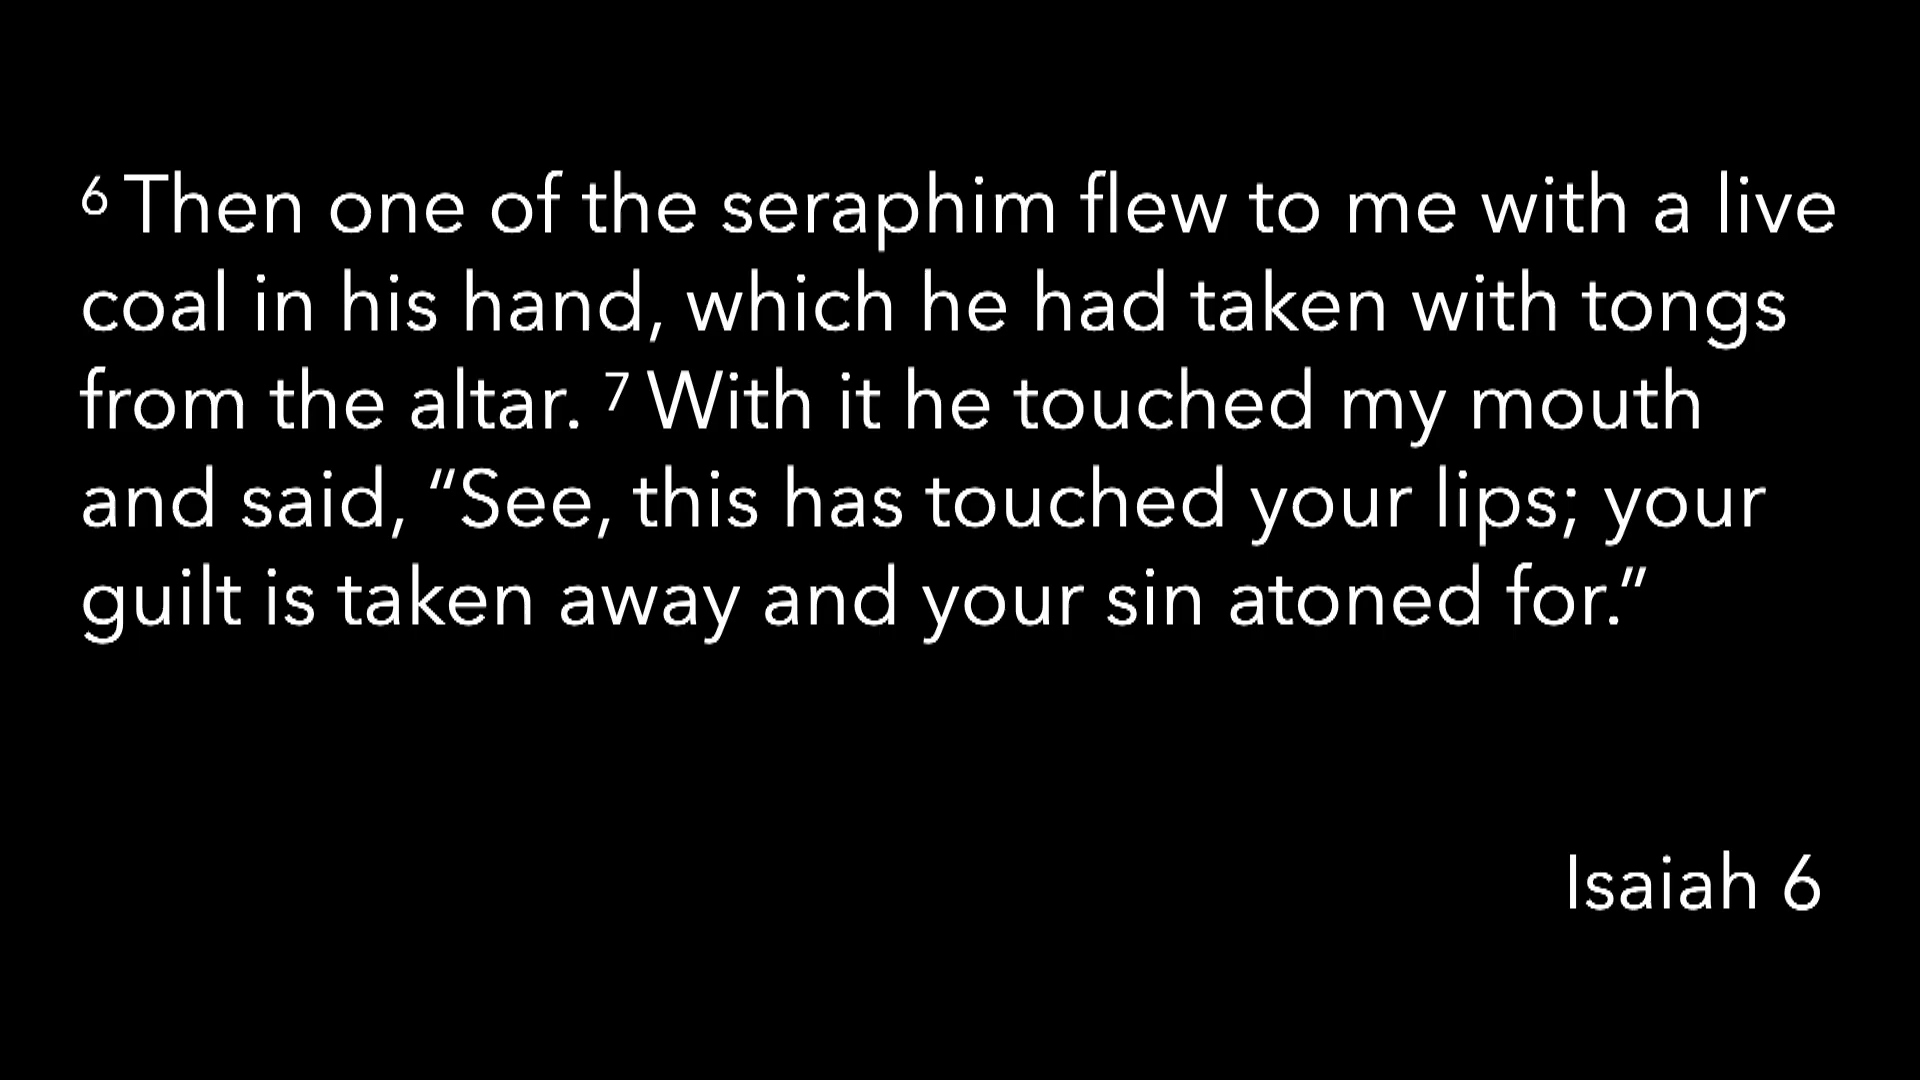 ⁶ Then one of the seraphim flew to me with a live
coal in his hand, which he had taken with tongs
from the altar. ⁷ With it he touched my mouth
and said, “See, this has touched your lips; your
guilt is taken away and your sin atoned for.”
Isaiah 6